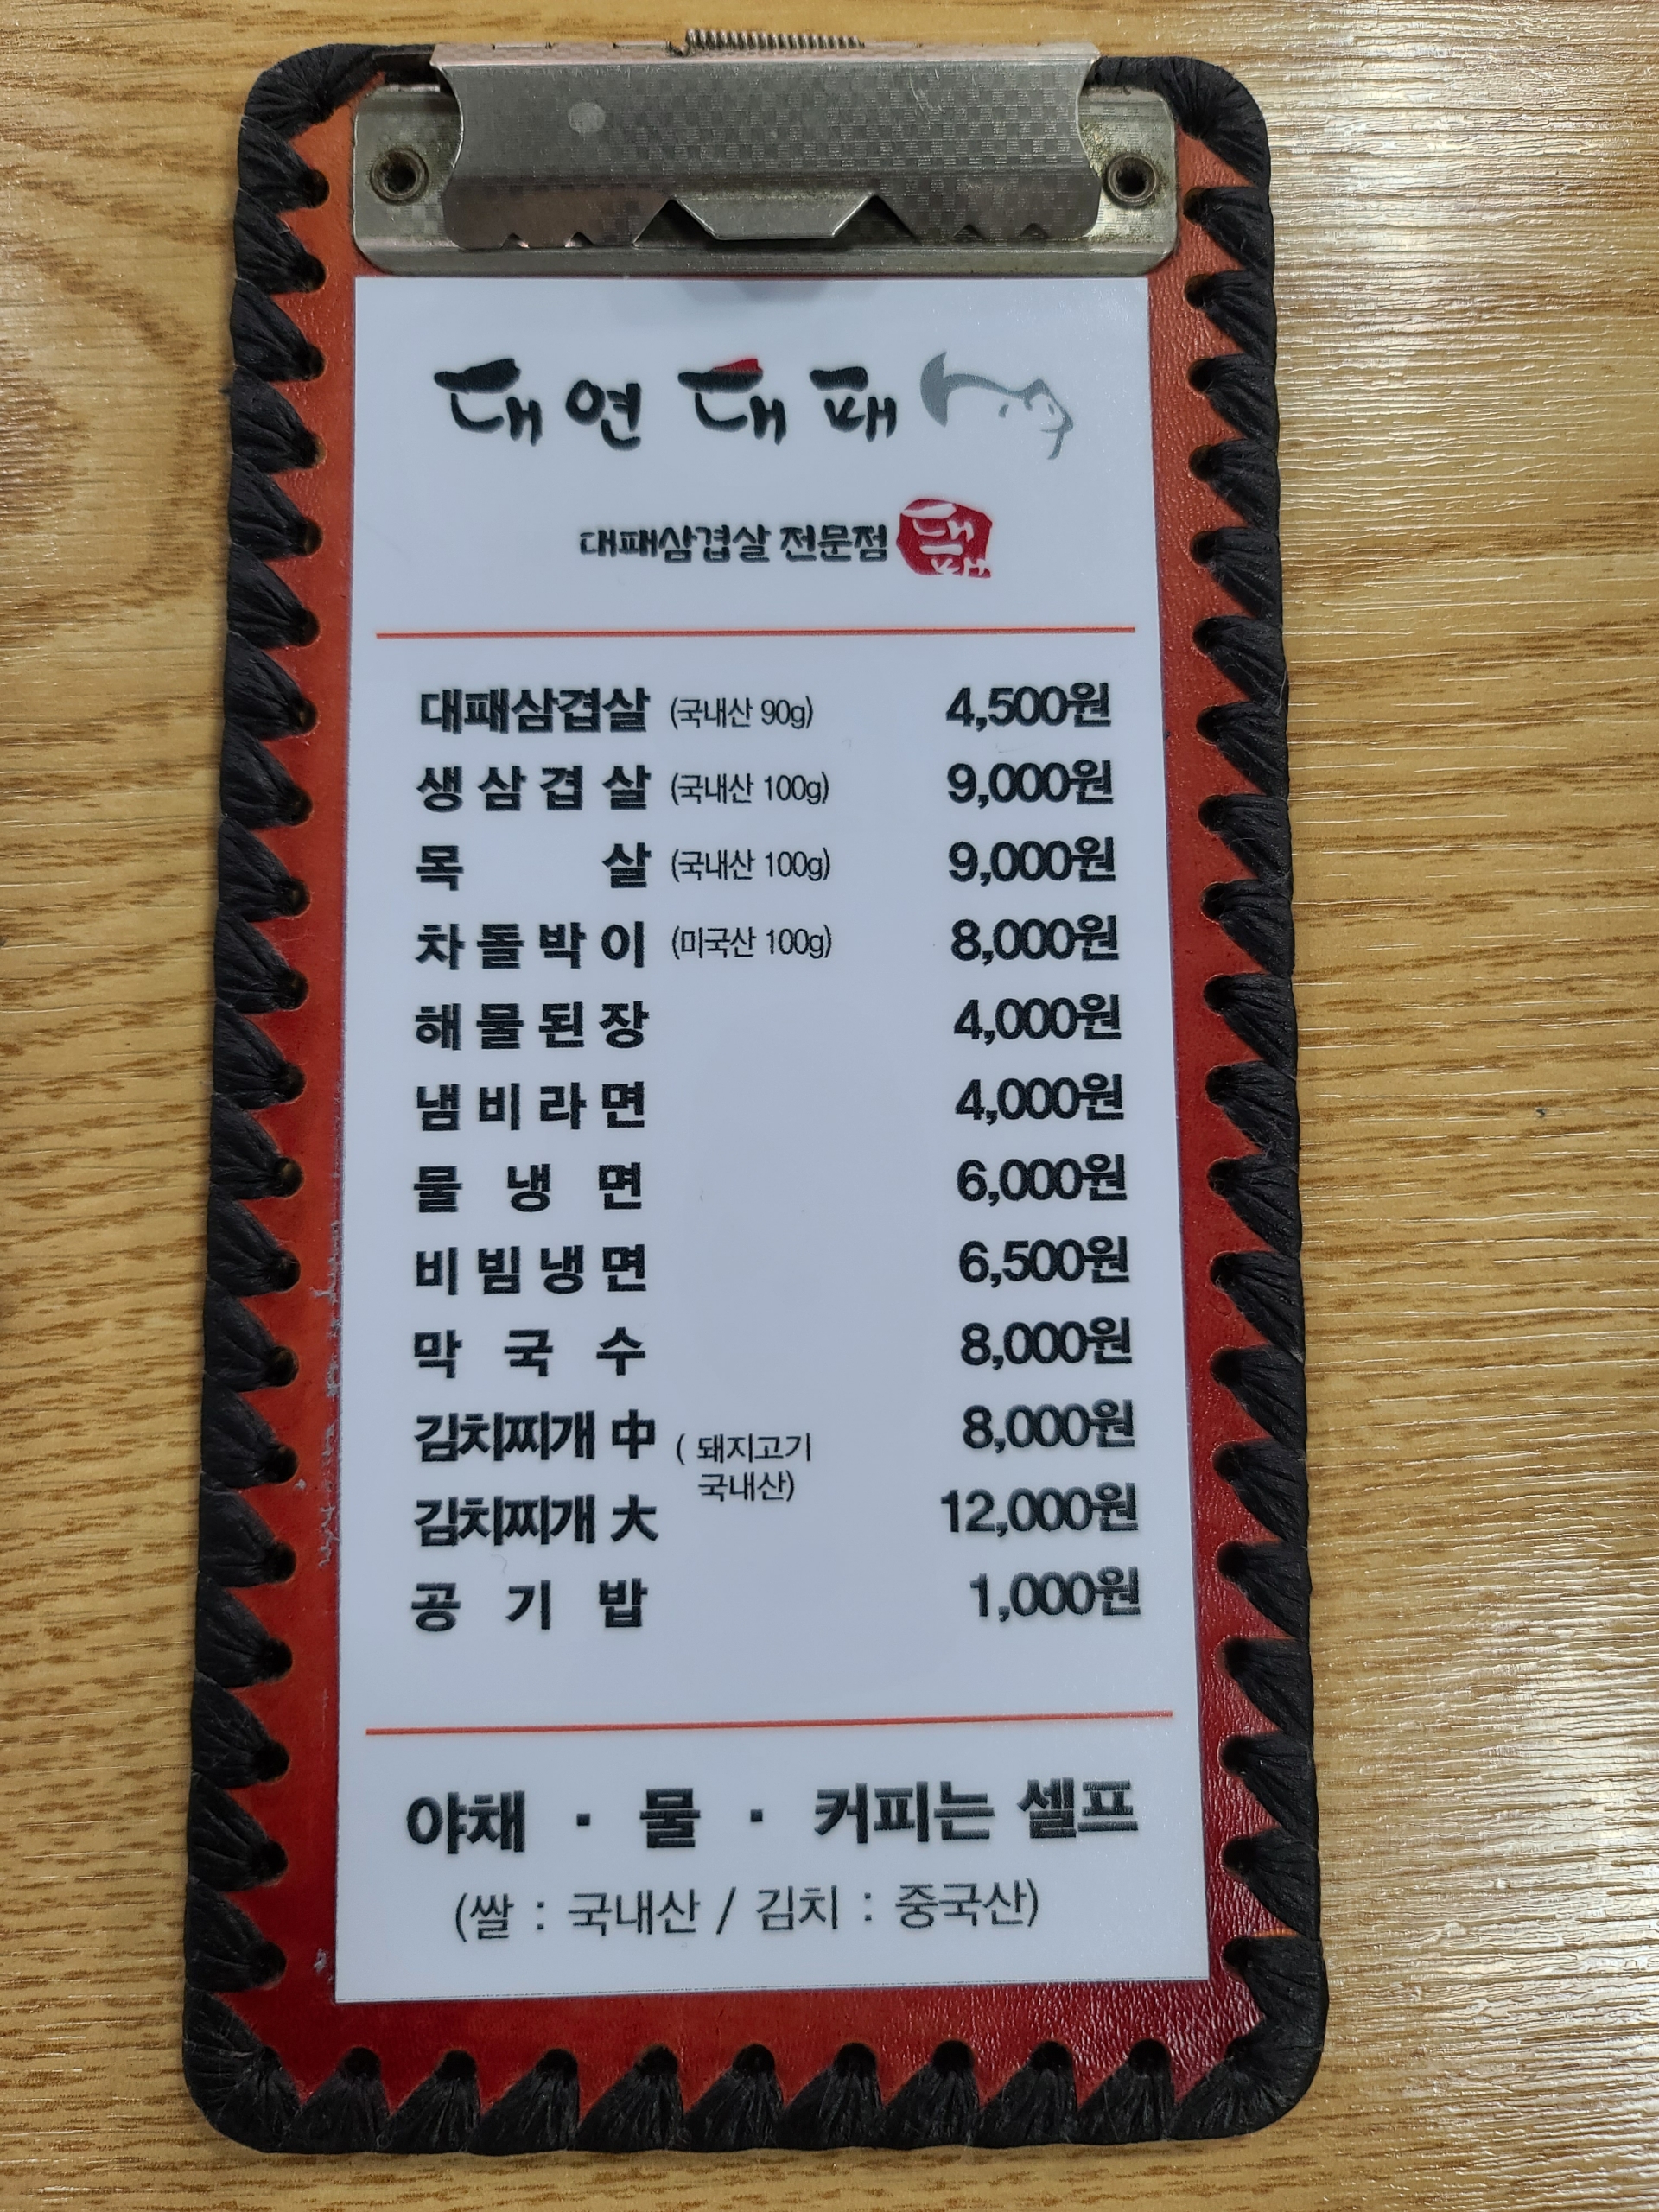 대연대패
대패삼겹살 전문점 대패
대패삼겹살 (국내산 90g) 4,500원
생삼겹살 (국내산 100g) 9,000원
목살 (국내산 100g) 9,000원
차돌박이 (미국산 100g) 8,000원
해물된장 4,000원
냄비라면 4,000원
물냉면 6,000원
비빔냉면 6,500원
막국수 8,000원
김치찌개 中 (돼지고기 8,000원
국내산)
김치찌개 大 12,000원
공기밥 1,000원
야채 · 물 · 커피는 셀프
(쌀 : 국내산 / 김치 : 중국산)